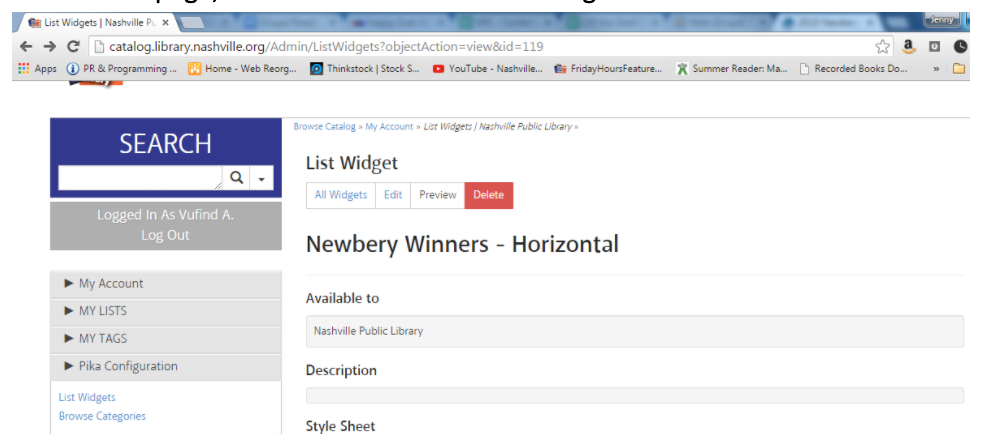 List Widgets | Nashville Pu
Jenny
catalog.library.nashville.org/Admin/ListWidgets?objectAction=view&id=119
Apps PR & Programming ... Home - Web Reorg... Thinkstock | Stock S... YouTube - Nashville... FridayHoursFeature... Summer Reader: Ma... Recorded Books Do... »
SEARCH
Logged In As Vufind A.
Log Out
My Account
MY LISTS
MY TAGS
Pika Configuration
List Widgets
Browse Categories
Browse Catalog » My Account » List Widgets | Nashville Public Library »
List Widget
All Widgets Edit Preview Delete
Newbery Winners - Horizontal
Available to
Nashville Public Library
Description
Style Sheet